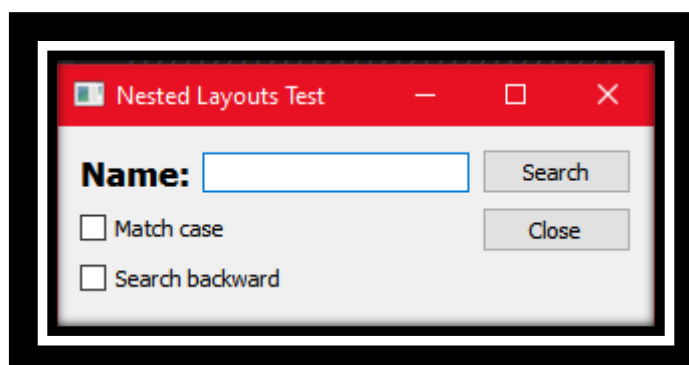 Nested Layouts Test
Name: Search
Match case Close
Search backward